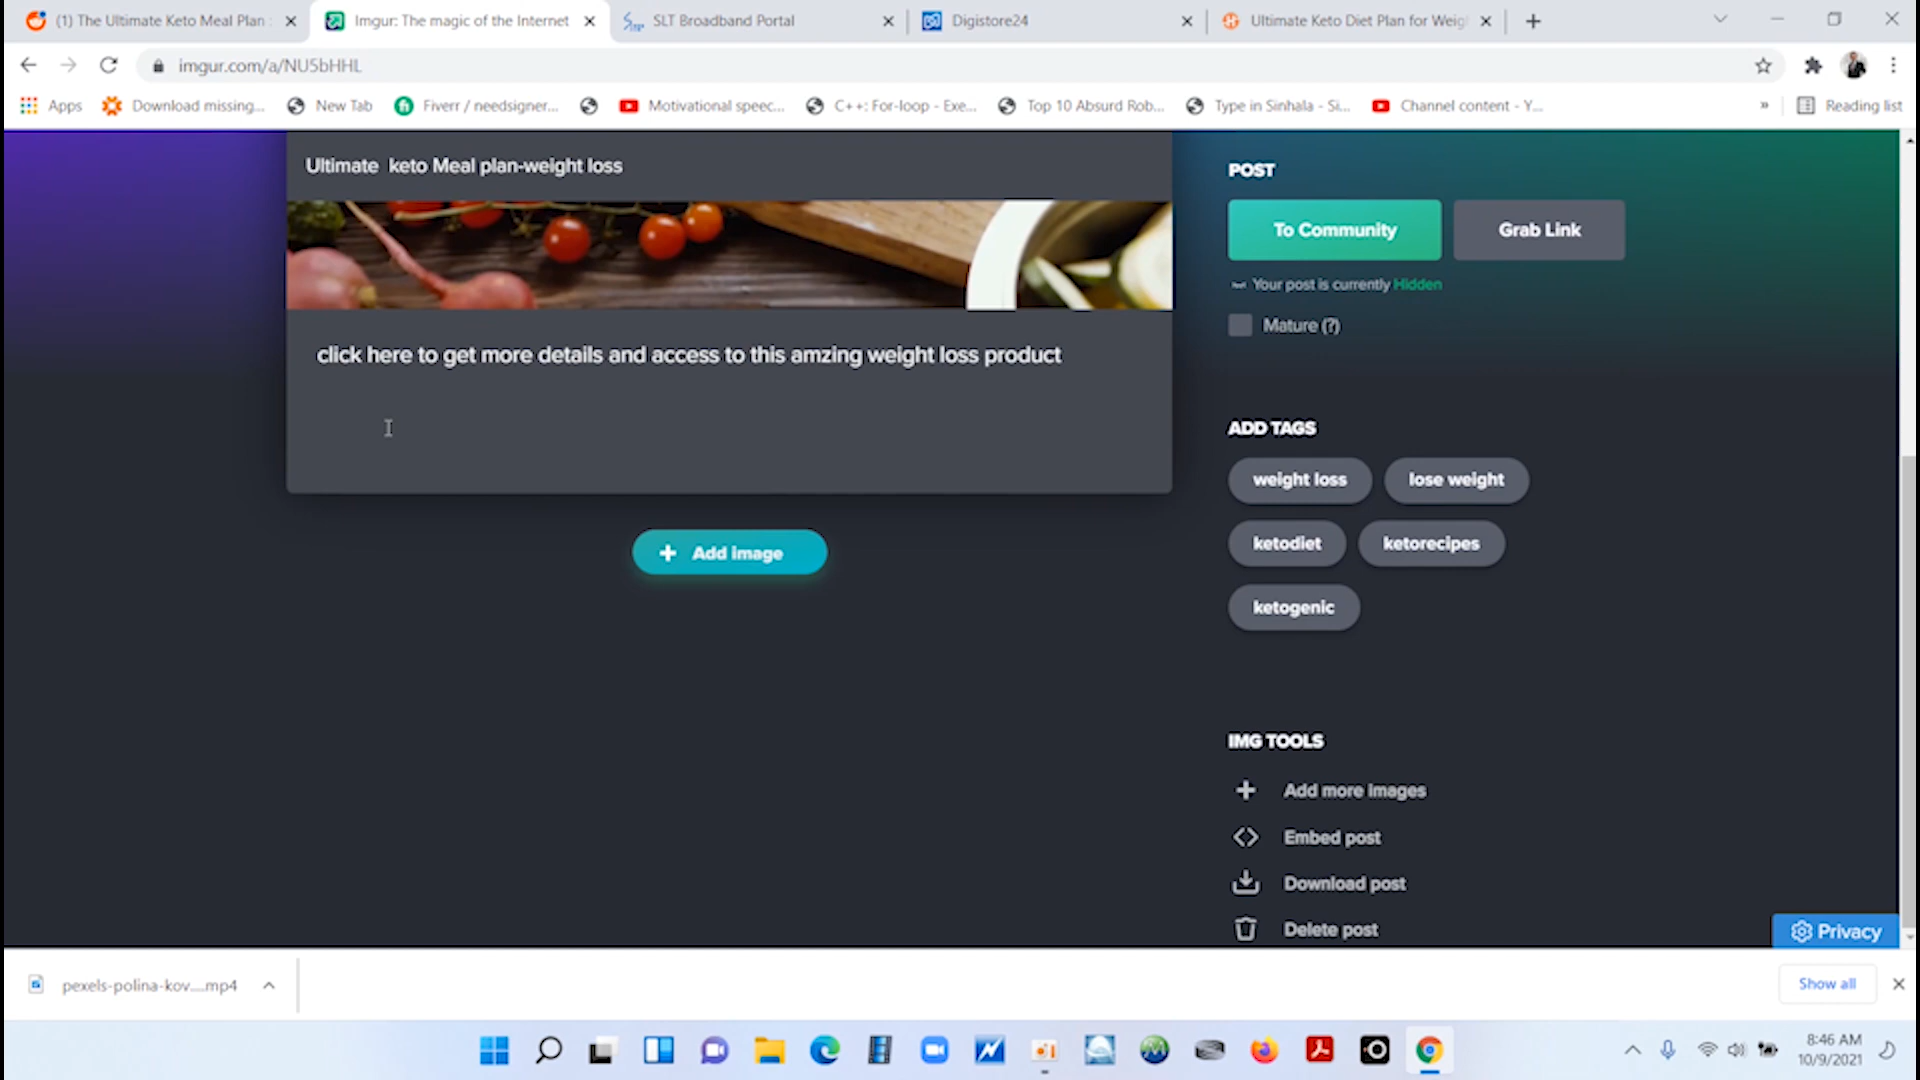 (1) The Ultimate Keto Meal Plan :
Imgur: The magic of the Internet
SLT Broadband Portal
Digistore24
Ultimate Keto Diet Plan for Weig
imgur.com/a/NU5bHHL
Apps
Download missing...
New Tab
Fiverr / needsigner...
Motivational speec...
C++: For-loop - Exe...
Top 10 Absurd Rob...
Type in Sinhala - Si...
Channel content - Y...
»
Reading list
Ultimate keto Meal plan-weight loss
click here to get more details and access to this amzing weight loss product
+ Add image
POST
To Community
Grab Link
Your post is currently Hidden
Mature (?)
ADD TAGS
weight loss
lose weight
ketodiet
ketorecipes
ketogenic
IMG TOOLS
Add more images
Embed post
Download post
Delete post
Privacy
pexels-polina-kov....mp4
Show all
8:46 AM
10/9/2021